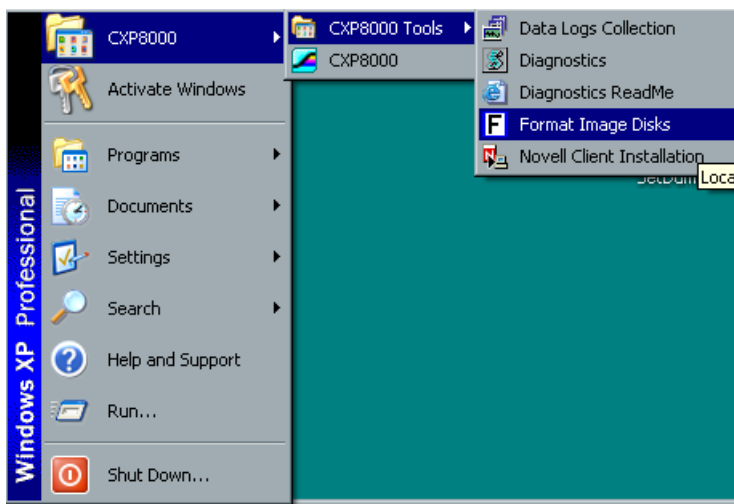 CXP8000
Activate Windows
Programs
Documents
Settings
Search
Help and Support
Run...
Shut Down...
Windows XP Professional
CXP8000 Tools
CXP8000
Data Logs Collection
Diagnostics
Diagnostics ReadMe
Format Image Disks
Novell Client Installation